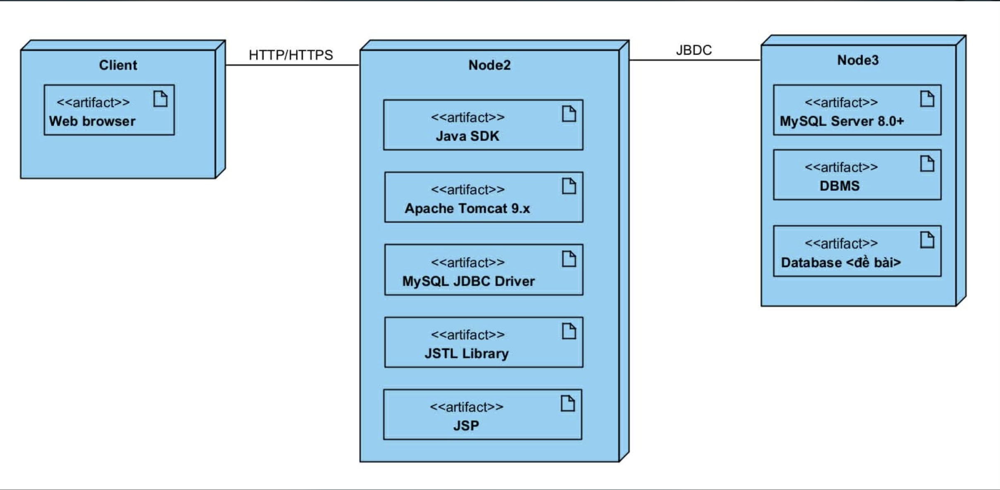 Client
<<artifact>>
Web browser
HTTP/HTTPS
Node2
<<artifact>>
Java SDK
<<artifact>>
Apache Tomcat 9.x
<<artifact>>
MySQL JDBC Driver
<<artifact>>
JSTL Library
<<artifact>>
JSP
JBDC
Node3
<<artifact>>
MySQL Server 8.0+
<<artifact>>
DBMS
<<artifact>>
Database <đề bài>